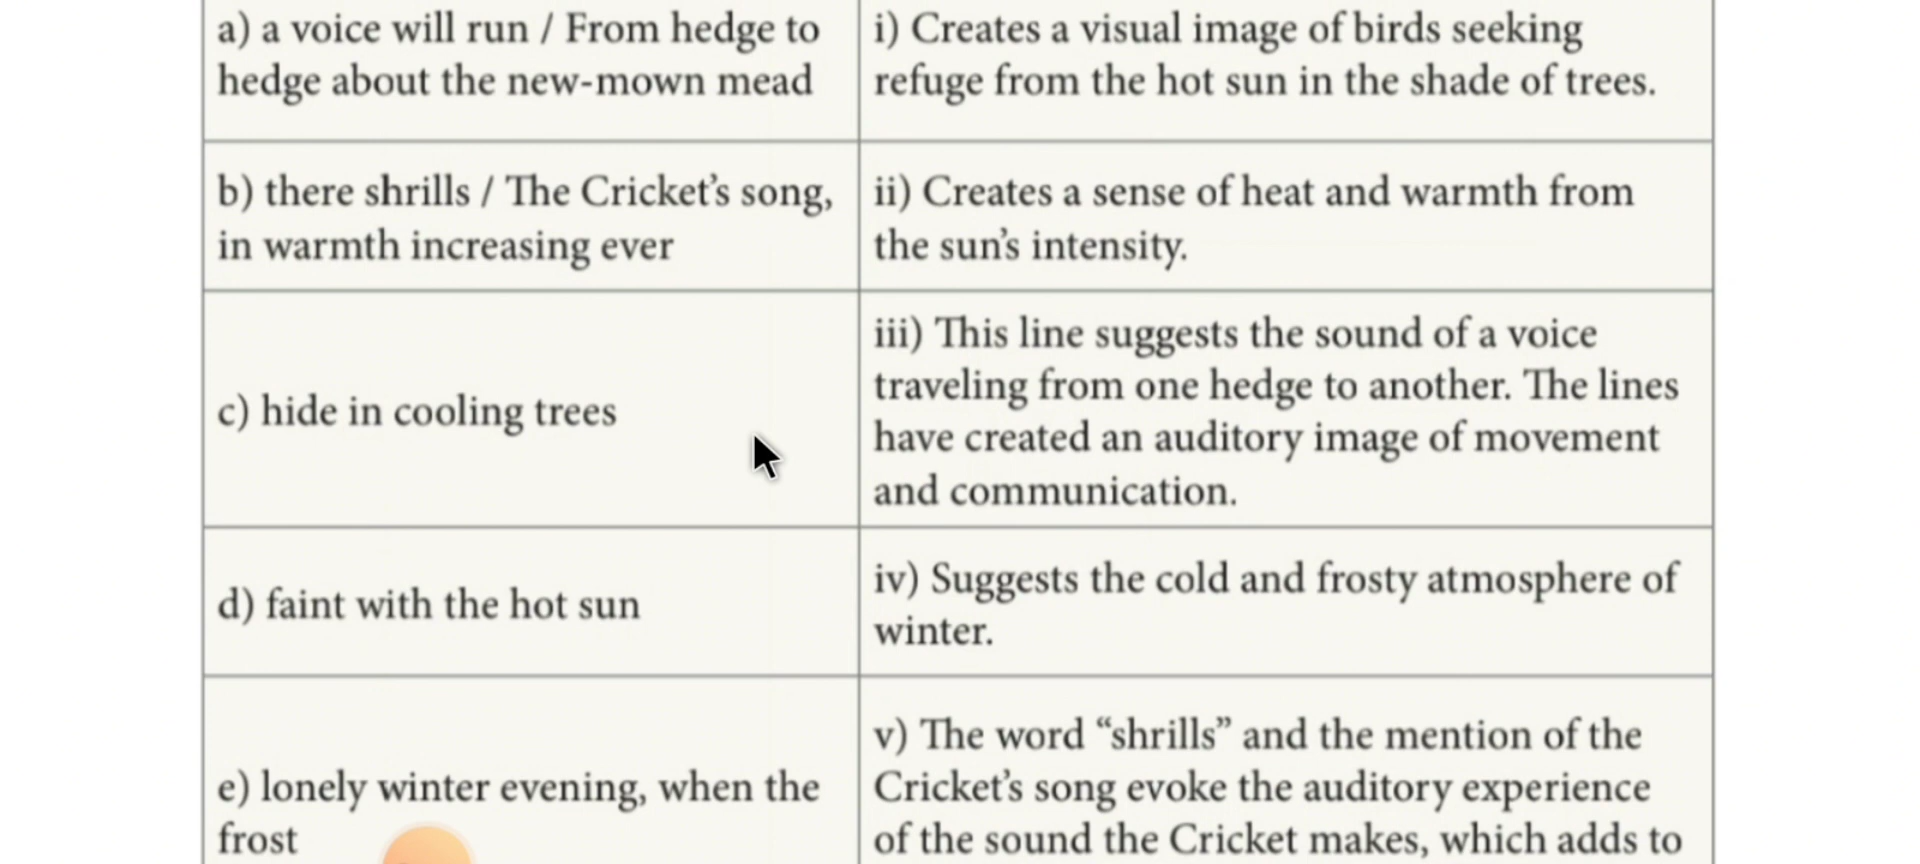 a) a voice will run / From hedge to
hedge about the new-mown mead
i) Creates a visual image of birds seeking
refuge from the hot sun in the shade of trees.
b) there shrills / The Cricket’s song,
in warmth increasing ever
ii) Creates a sense of heat and warmth from
the sun’s intensity.
c) hide in cooling trees
iii) This line suggests the sound of a voice
traveling from one hedge to another. The lines
have created an auditory image of movement
and communication.
d) faint with the hot sun
iv) Suggests the cold and frosty atmosphere of
winter.
e) lonely winter evening, when the
frost
v) The word “shrills” and the mention of the
Cricket’s song evoke the auditory experience
of the sound the Cricket makes, which adds to